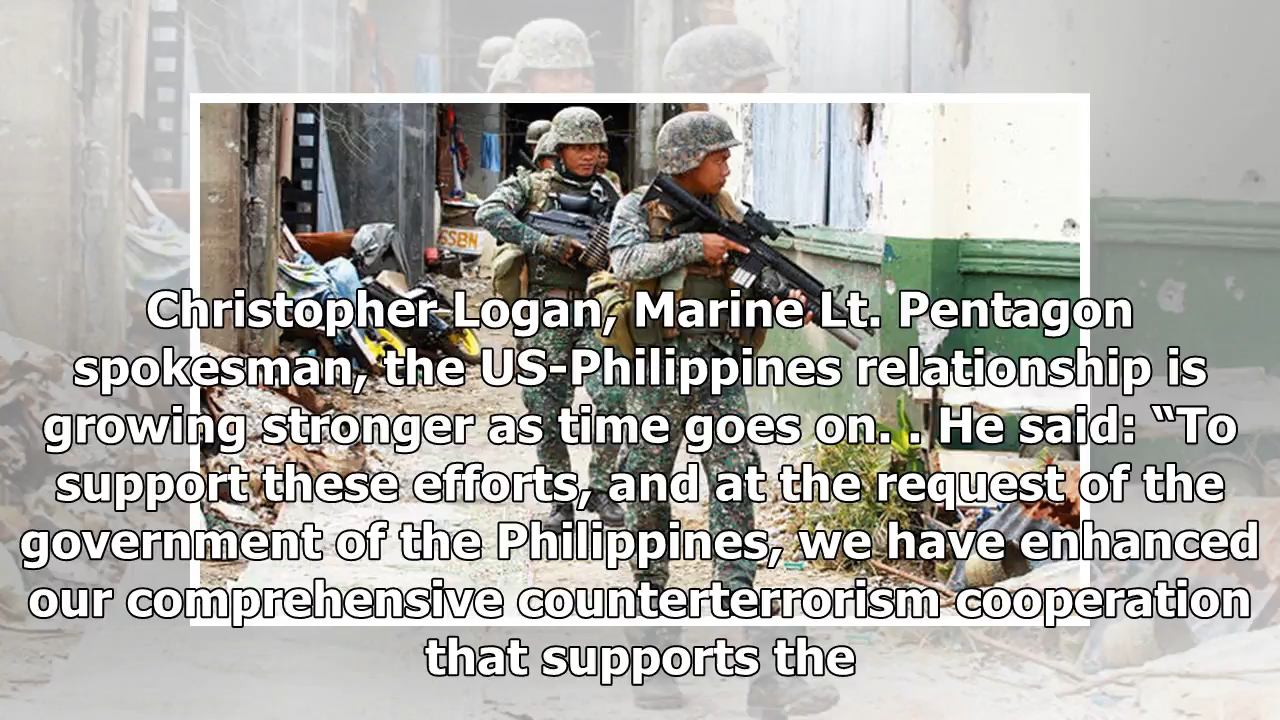 SSBN
Christopher Logan, Marine Lt. Pentagon
spokesman, the US-Philippines relationship is
growing stronger as time goes on. . He said: “To
support these efforts, and at the request of the
government of the Philippines, we have enhanced
our comprehensive counterterrorism cooperation
that supports the